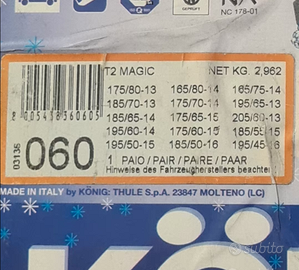 NC 178-01
T2 MAGIC NET KG. 2,962
175/80-13 165/80-14 165/75-14
185/70-13 175/70-14 195/65-13
185/65-14 175/65-15 205/60-13
195/60-14 185/60-15 185/55-15
195/50-15 185/50-16 195/45-16
03136
060
1 PAIO / PAIR / PAIRE / PAAR
Hinweise des Fahrzeugherstellers beachten
MADE IN ITALY by KÖNIG: THULE S.p.A. 23847 MOLTENO (LC)
subito